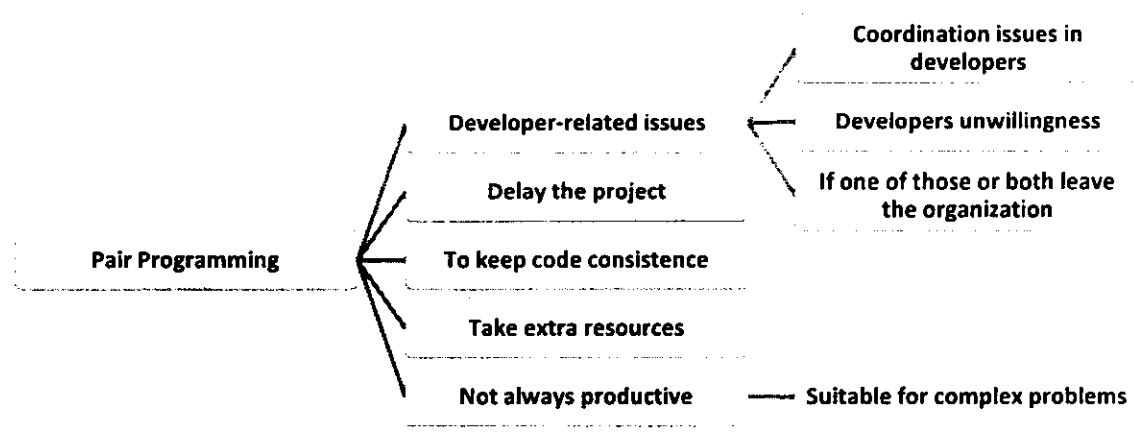 Coordination issues in
developers
Developer-related issues
Developers unwillingness
If one of those or both leave
the organization
Delay the project
Pair Programming
To keep code consistence
Take extra resources
Not always productive
Suitable for complex problems